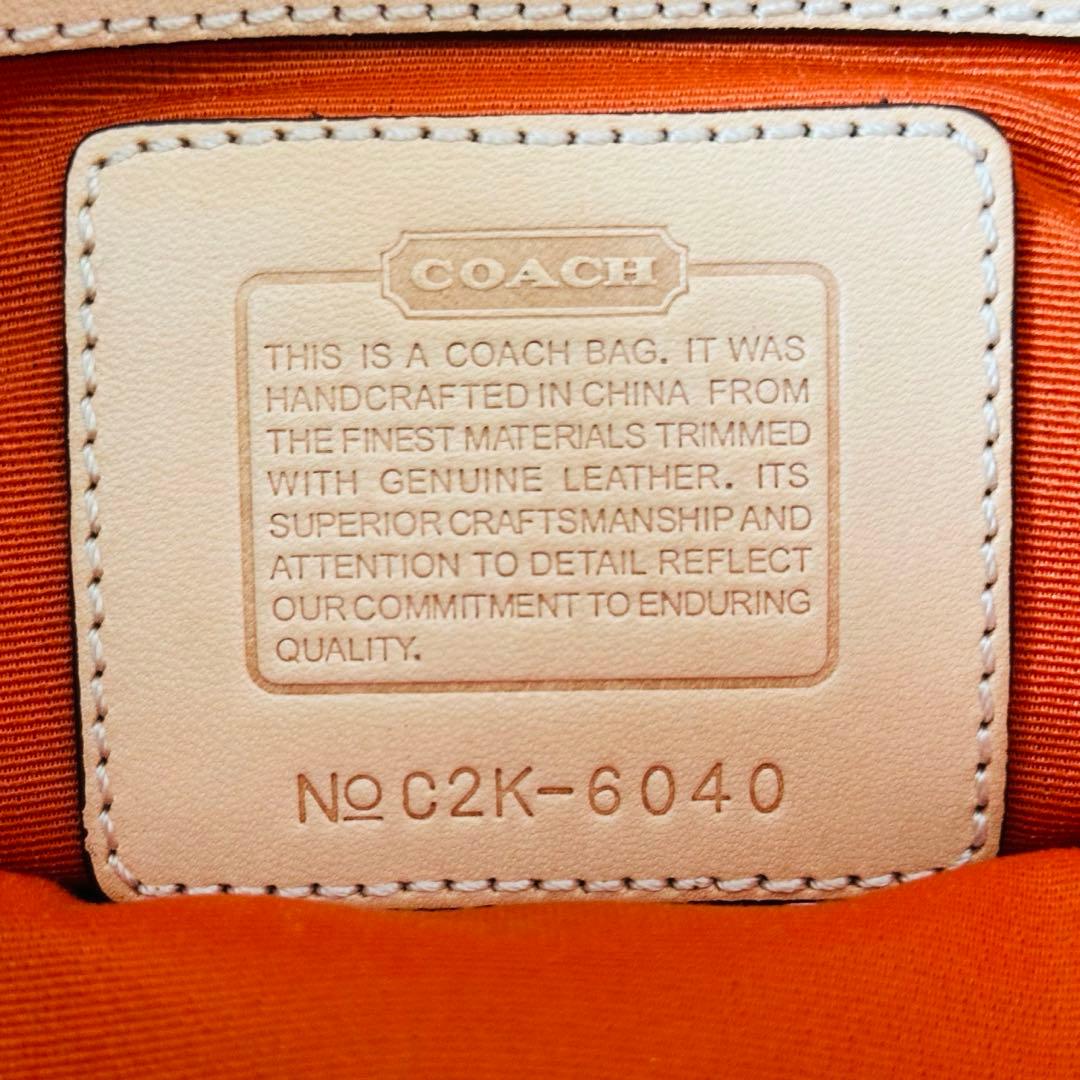 COACH
THIS IS A COACH BAG. IT WAS
HANDCRAFTED IN CHINA FROM
THE FINEST MATERIALS TRIMMED
WITH GENUINE LEATHER. ITS
SUPERIOR CRAFTSMANSHIP AND
ATTENTION TO DETAIL REFLECT
OUR COMMITMENT TO ENDURING
QUALITY.
№ C2K-6040